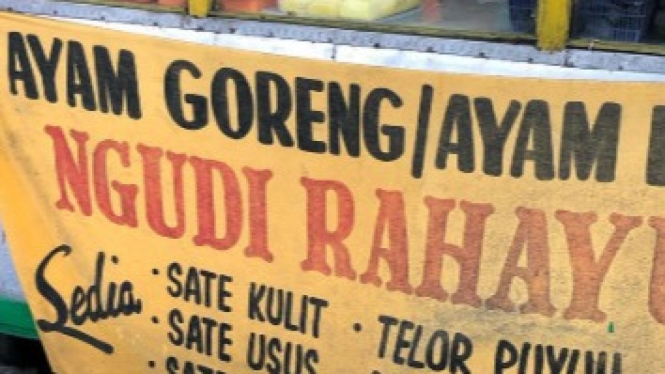 AYAM GORENG/AYAM
NGUDI RAHAYU
Sedia
· SATE KULIT
· SATE USUS
· TELOR PUYUH